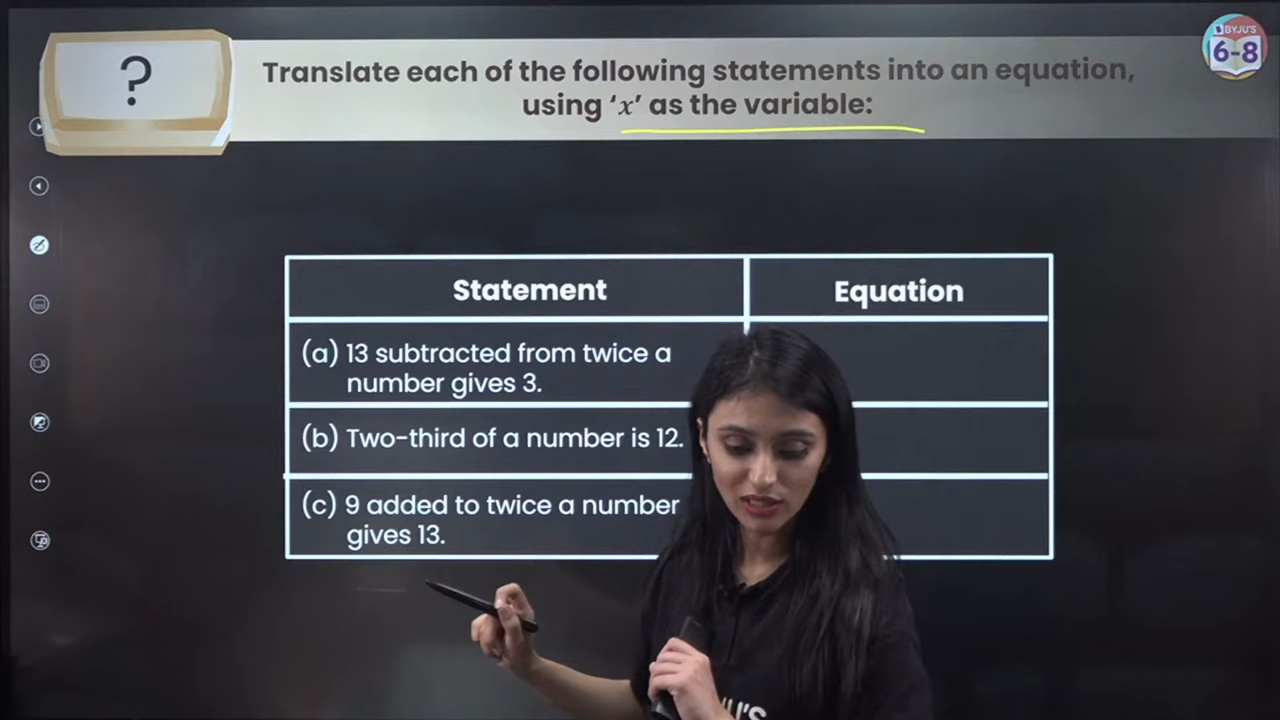 ?
Translate each of the following statements into an equation,
using ‘x’ as the variable:
BYJU'S
6-8
Statement
Equation
(a) 13 subtracted from twice a
number gives 3.
(b) Two-third of a number is 12.
(c) 9 added to twice a number
gives 13.